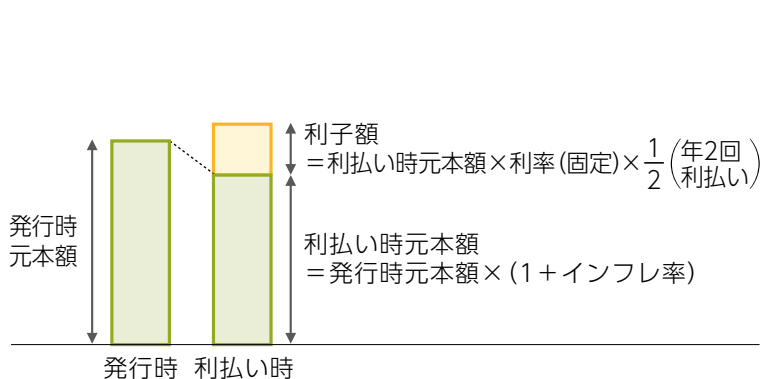 利子額
＝利払い時元本額×利率(固定)×1/2(年2回利払い)
発行時
元本額
利払い時元本額
＝発行時元本額×(1＋インフレ率)
発行時 利払い時